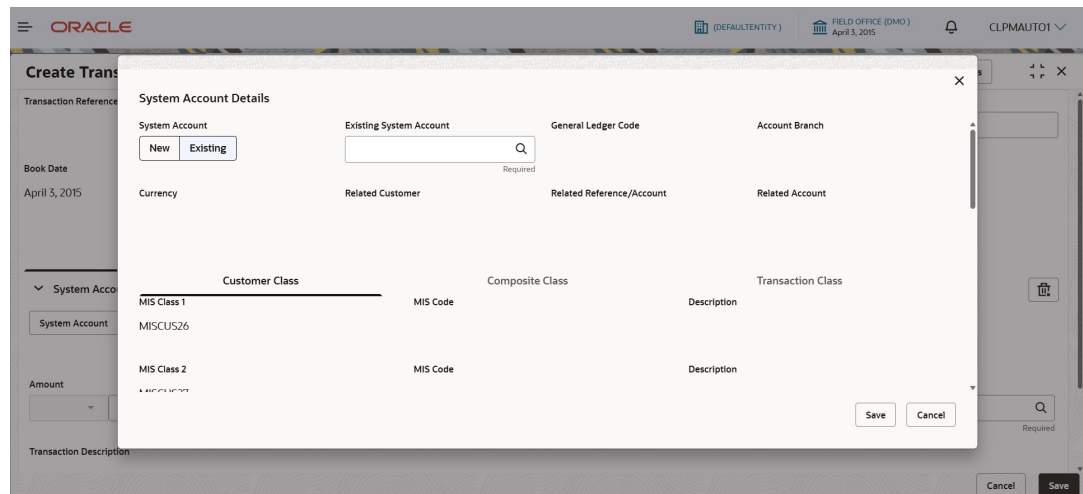 ORACLE
(DEFAULTENTITY )
FIELD OFFICE (DMO )
April 3, 2015
CLPMAUTO1
Create Trans
s
Transaction Reference
Book Date
April 3, 2015
System Account Details
System Account
Existing System Account
General Ledger Code
Account Branch
New
Existing
Required
Currency
Related Customer
Related Reference/Account
Related Account
Customer Class
Composite Class
Transaction Class
MIS Class 1
MIS Code
Description
MISCUS26
MIS Class 2
MIS Code
Description
MISCUS27
Save
Cancel
System Acco
System Account
Amount
Required
Transaction Description
Cancel
Save